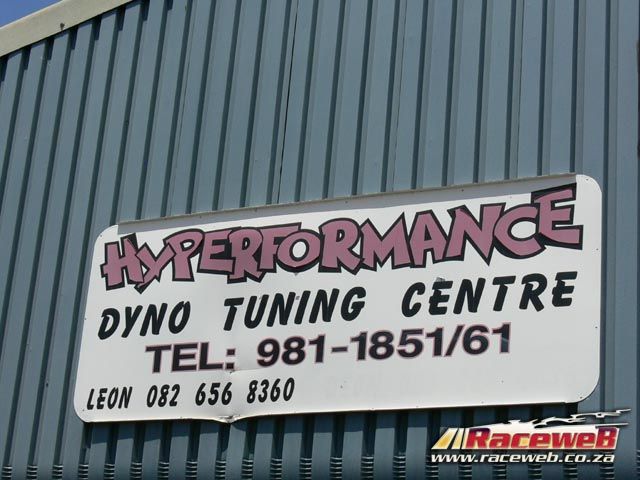 HYPERFORMANCE
DYNO TUNING CENTRE
TEL: 981-1851/61
LEON 082 656 8360
RACEWEB
www.raceweb.co.za